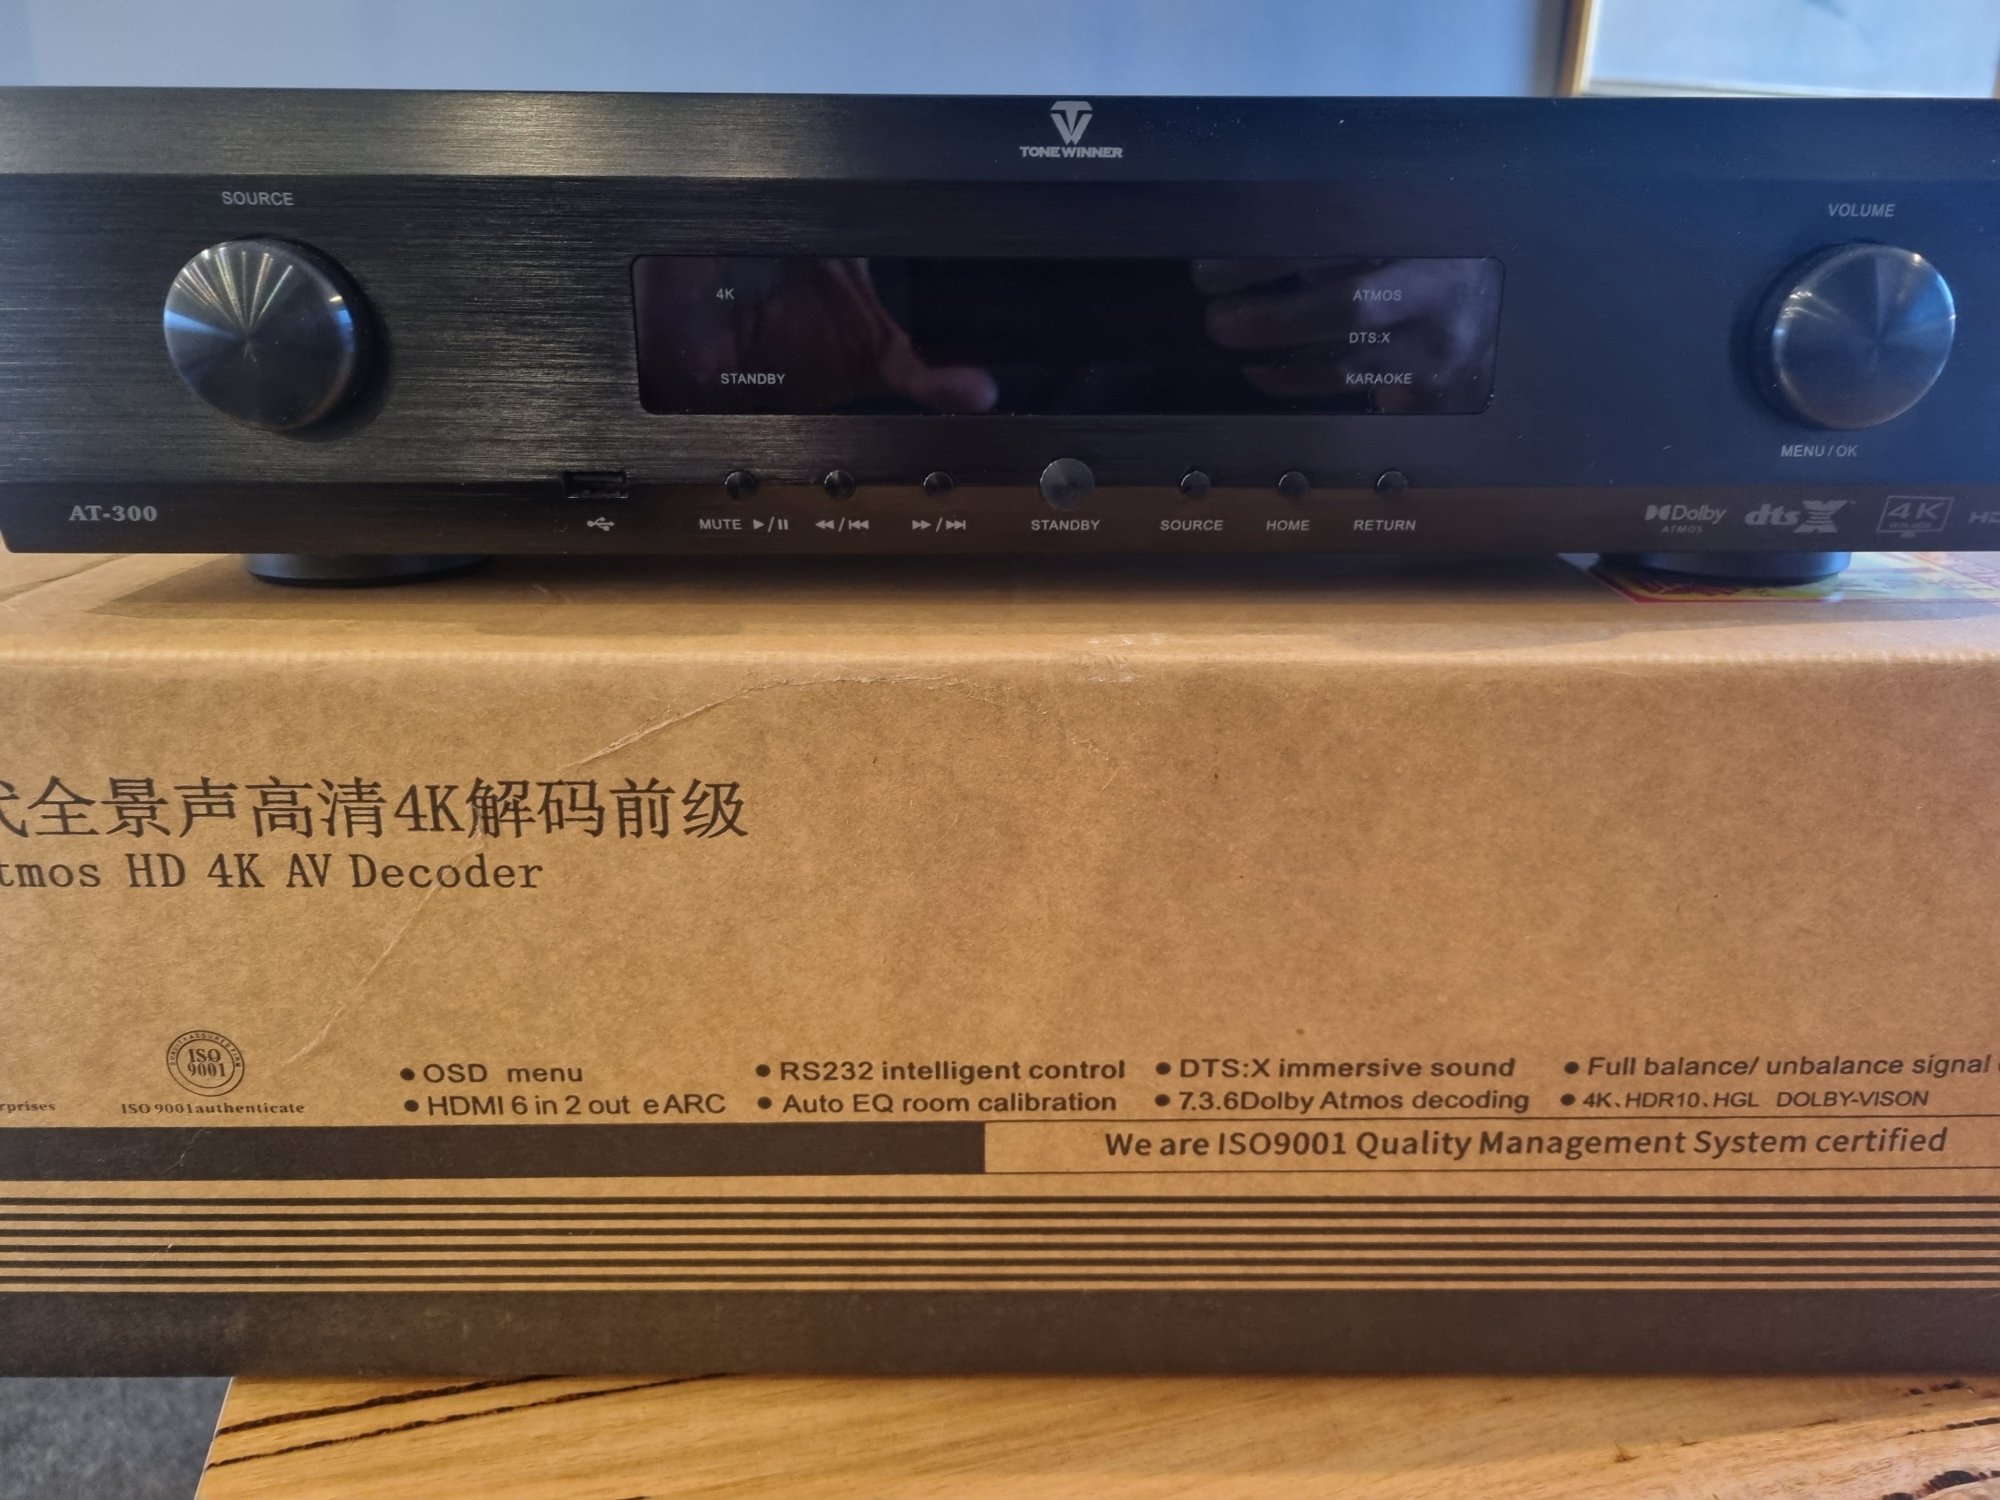 TONEWINNER
SOURCE
VOLUME
4K
ATMOS
DTS:X
STANDBY
KARAOKE
MENU / OK
AT-300
MUTE ▶/II
◀◀/I◀◀
▶▶/▶▶I
STANDBY
SOURCE
HOME
RETURN
Dolby
ATMOS
dts X
4K
全景声高清4K解码前级
tmos HD 4K AV Decoder
ISO
9001
rprises
ISO 9001authenticate
● OSD menu
● RS232 intelligent control
● DTS:X immersive sound
● Full balance/ unbalance signal
● HDMI 6 in 2 out eARC
● Auto EQ room calibration
● 7.3.6Dolby Atmos decoding
● 4K、HDR10、HGL DOLBY-VISON
We are ISO9001 Quality Management System certified